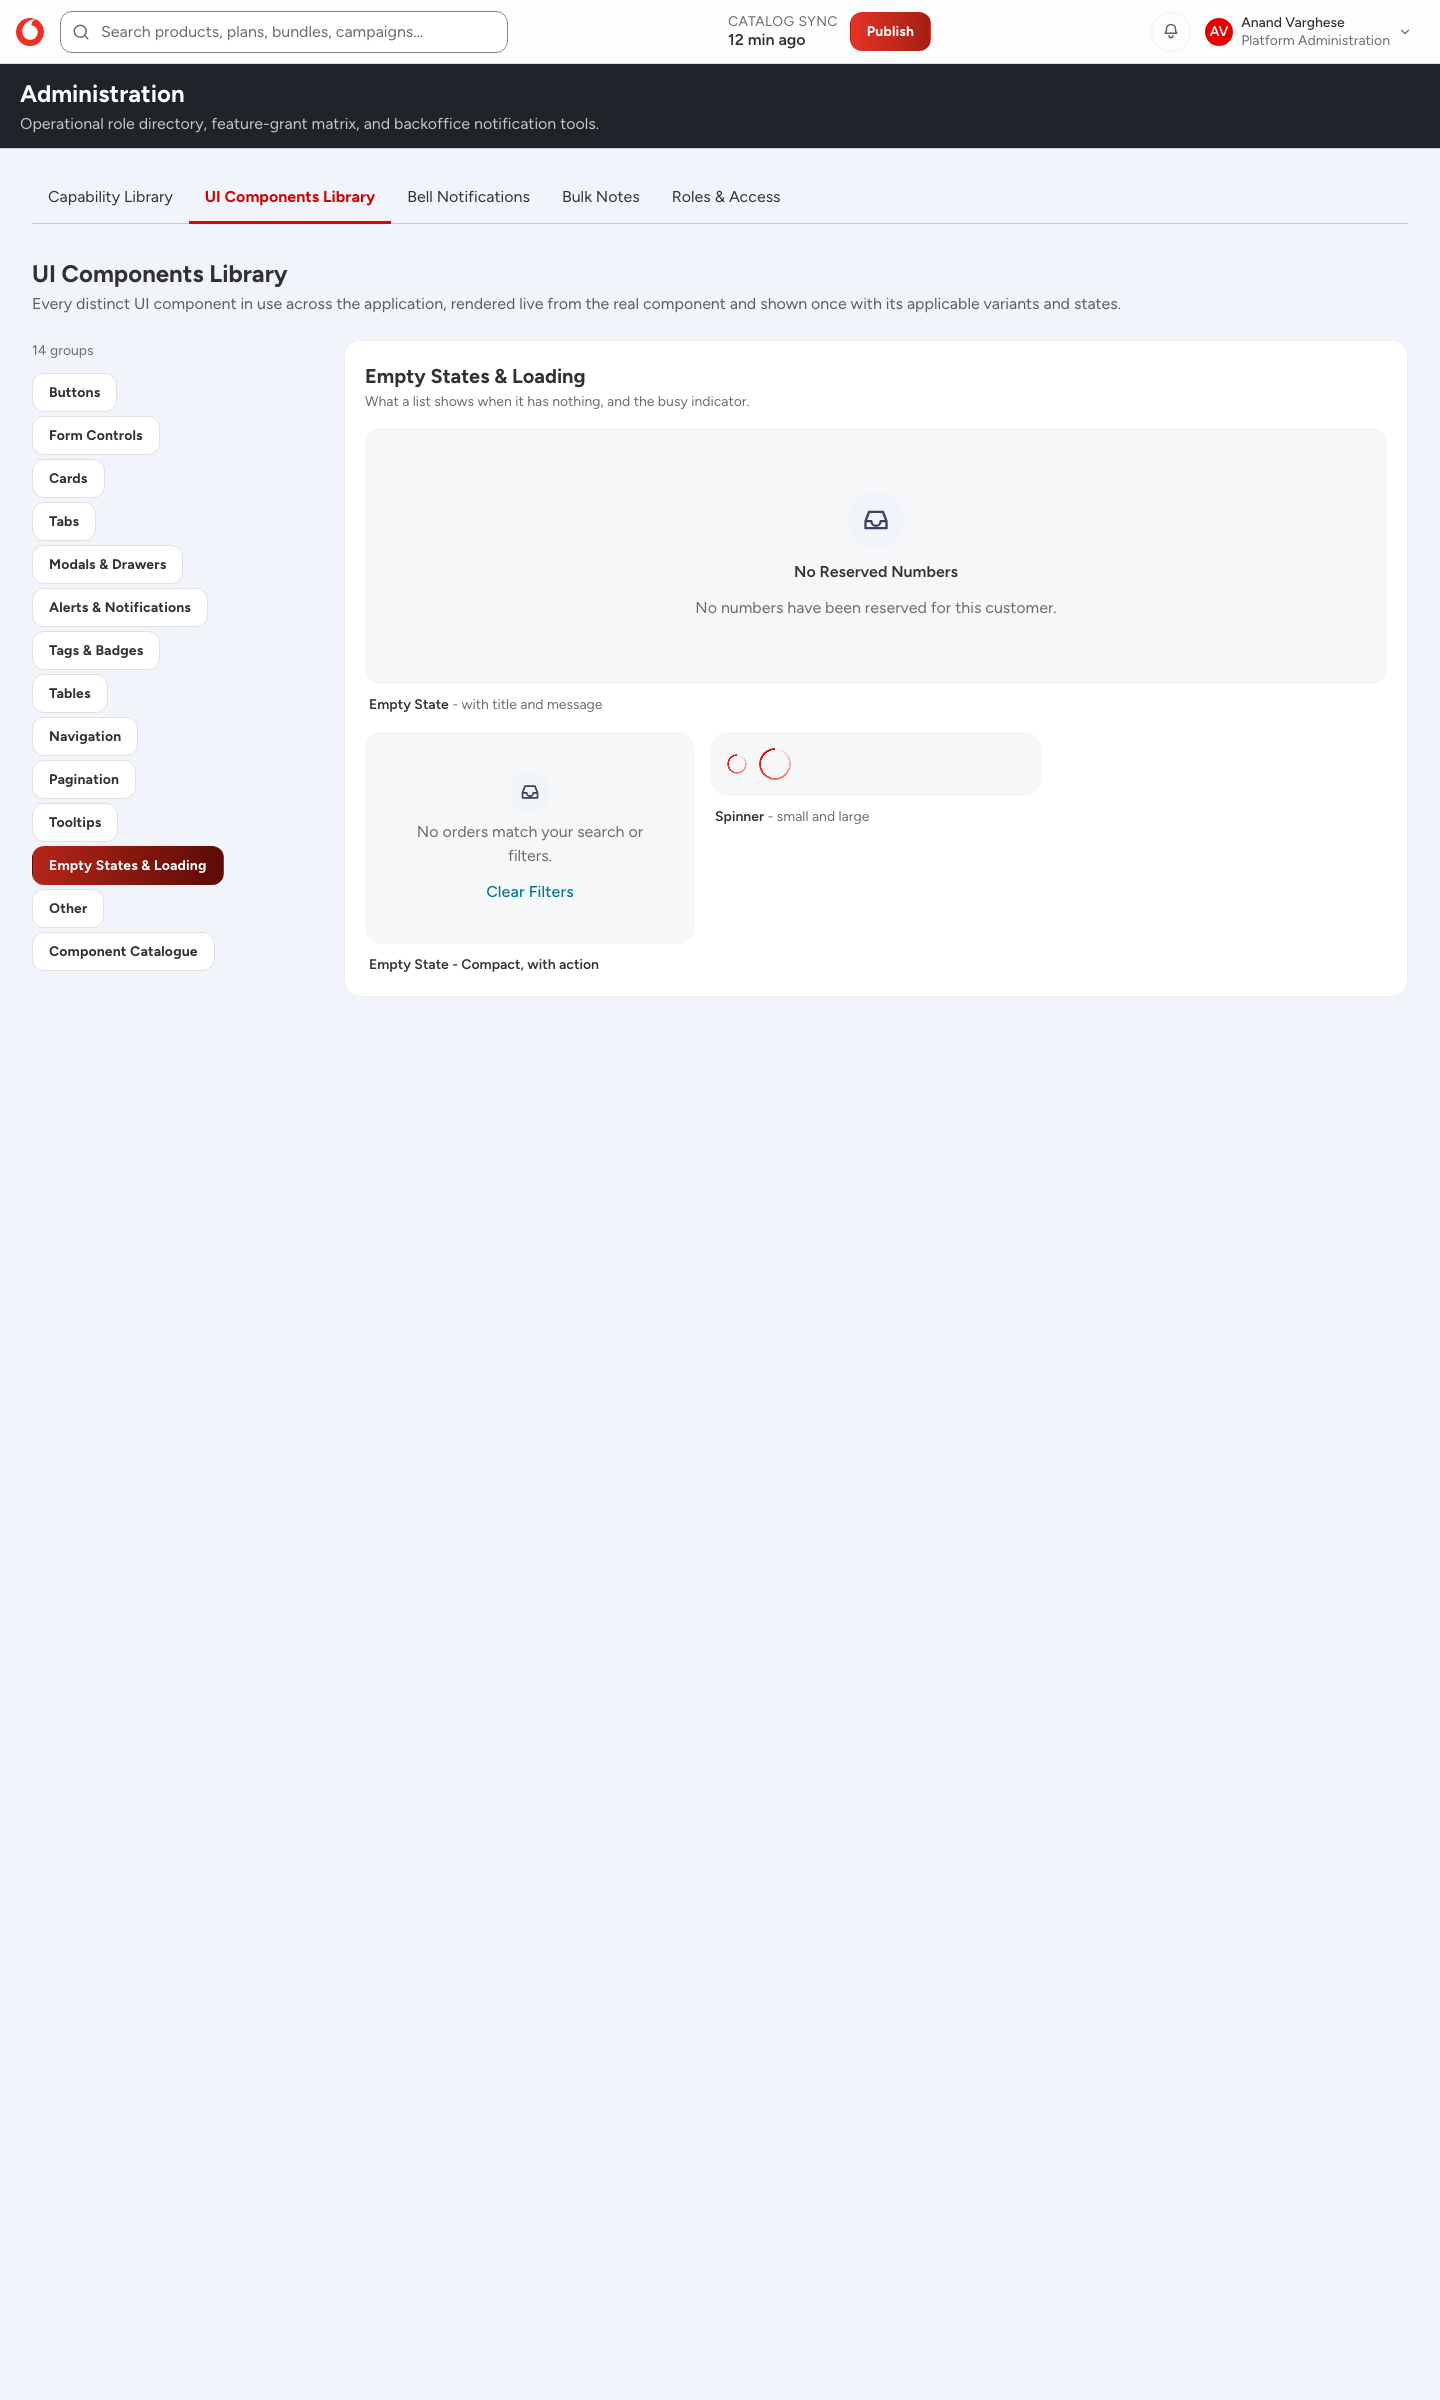 Search products, plans, bundles, campaigns...
CATALOG SYNC
12 min ago
Publish
AV
Anand Varghese
Platform Administration
Administration
Operational role directory, feature-grant matrix, and backoffice notification tools.
Capability Library
UI Components Library
Bell Notifications
Bulk Notes
Roles & Access
UI Components Library
Every distinct UI component in use across the application, rendered live from the real component and shown once with its applicable variants and states.
14 groups
Buttons
Form Controls
Cards
Tabs
Modals & Drawers
Alerts & Notifications
Tags & Badges
Tables
Navigation
Pagination
Tooltips
Empty States & Loading
Other
Component Catalogue
Empty States & Loading
What a list shows when it has nothing, and the busy indicator.
No Reserved Numbers
No numbers have been reserved for this customer.
Empty State - with title and message
No orders match your search or
filters.
Clear Filters
Empty State - Compact, with action
Spinner - small and large